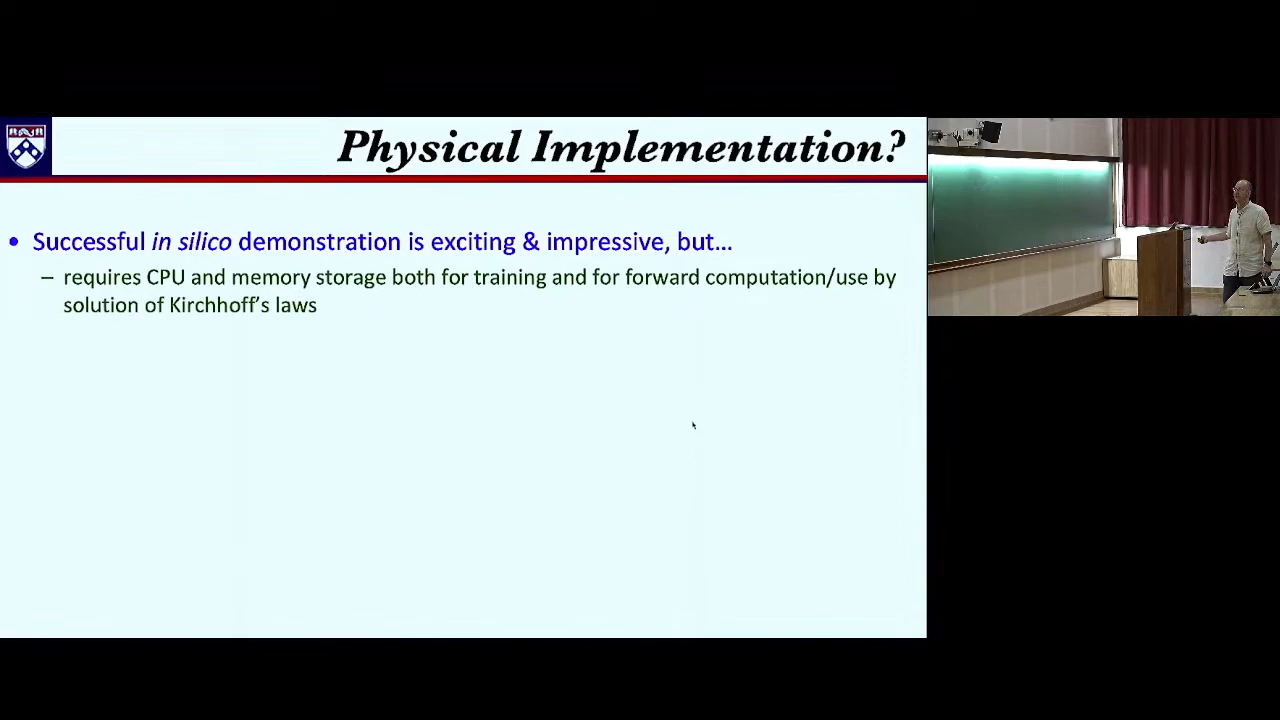 Physical Implementation?
• Successful in silico demonstration is exciting & impressive, but…
– requires CPU and memory storage both for training and for forward computation/use by
solution of Kirchhoff’s laws